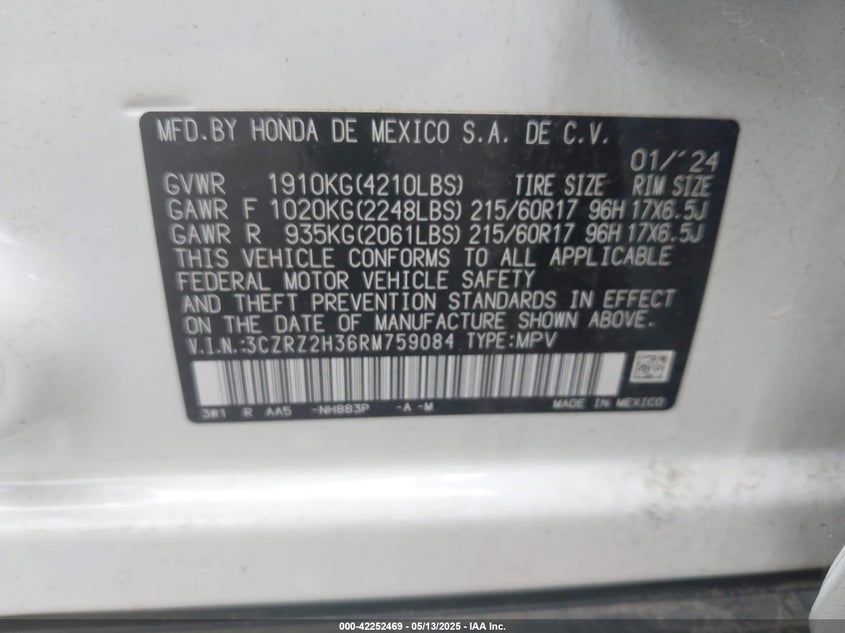 MFD.BY HONDA DE MEXICO S.A. DE C.V.
01/'24
GVWR 1910KG(4210LBS) TIRE SIZE RIM SIZE
GAWR F 1020KG(2248LBS) 215/60R17 96H 17X6.5J
GAWR R 935KG(2061LBS) 215/60R17 96H 17X6.5J
THIS VEHICLE CONFORMS TO ALL APPLICABLE
FEDERAL MOTOR VEHICLE SAFETY
AND THEFT PREVENTION STANDARDS IN EFFECT
ON THE DATE OF MANUFACTURE SHOWN ABOVE.
V.I.N.:3CZRZ2H36RM759084 TYPE:MPV
3W1 R AA5 -NH883P -A -M MADE IN MEXICO
000-42252469 - 05/13/2025 - IAA Inc.